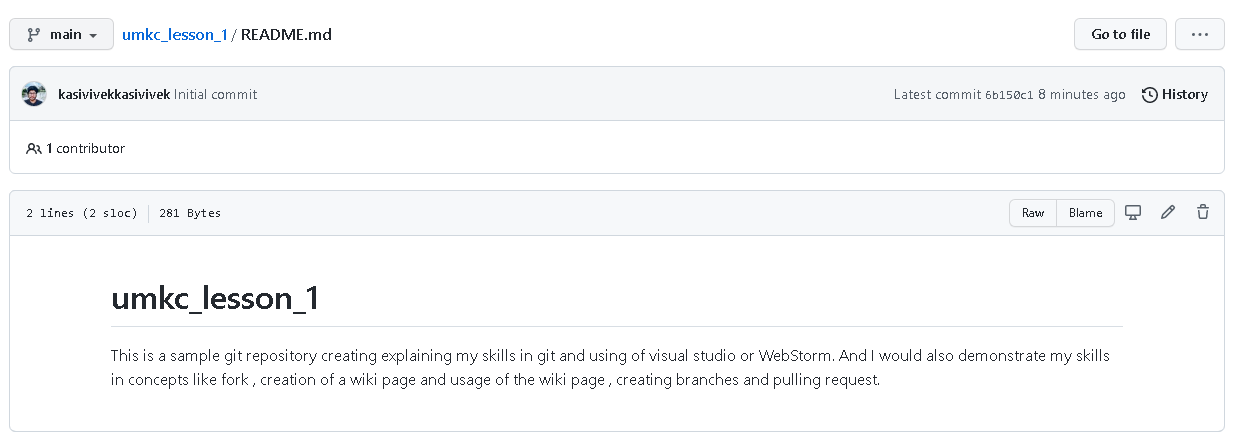 main umkc_lesson_1 / README.md Go to file ...
kasivivekkasivivek Initial commit Latest commit 6b150c1 8 minutes ago History
1 contributor
2 lines (2 sloc) 281 Bytes Raw Blame
umkc_lesson_1
This is a sample git repository creating explaining my skills in git and using of visual studio or WebStorm. And I would also demonstrate my skills
in concepts like fork , creation of a wiki page and usage of the wiki page , creating branches and pulling request.